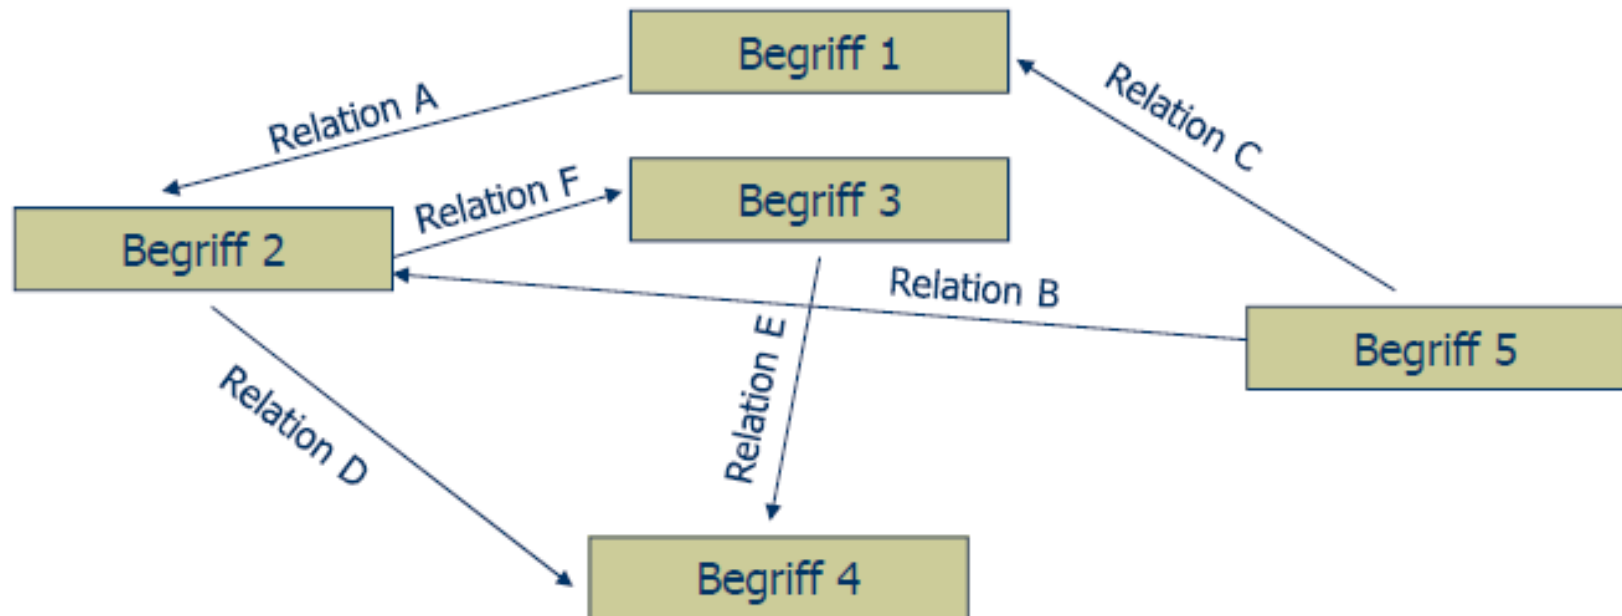 Begriff 1
Relation A
Relation C
Relation F
Begriff 3
Begriff 2
Relation B
Relation E
Begriff 5
Relation D
Begriff 4